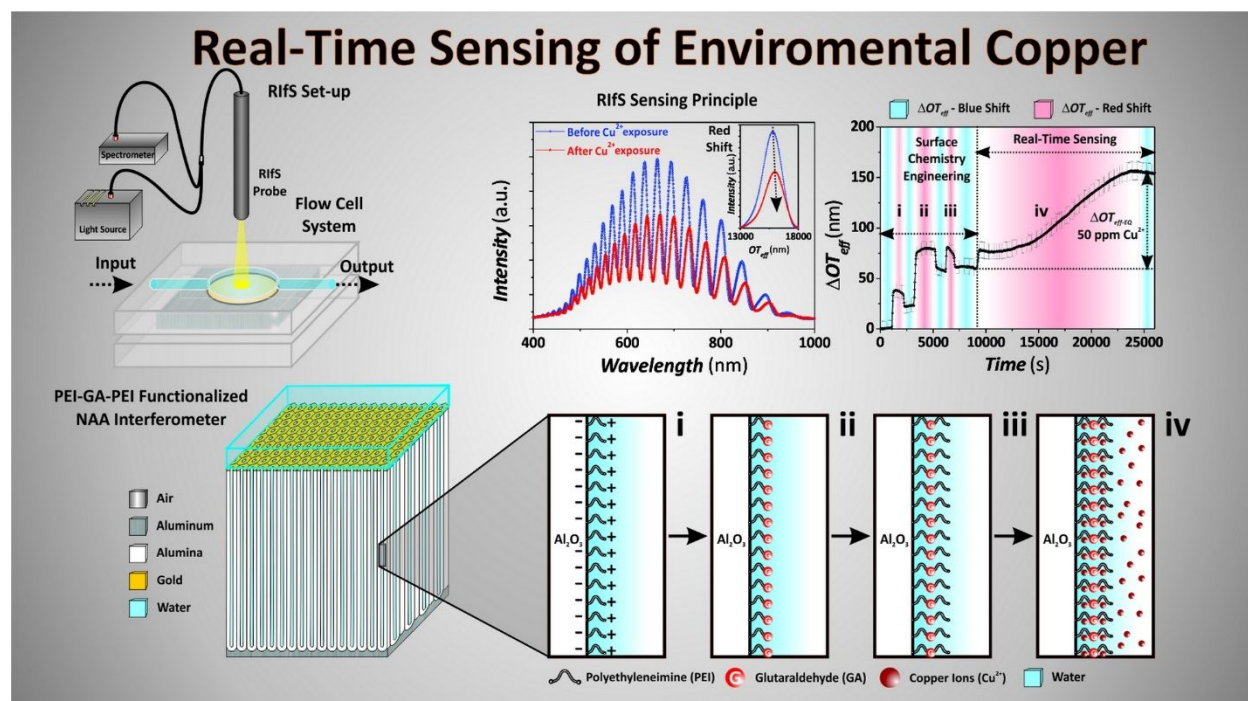 Real-Time Sensing of Enviromental Copper
RIfS Set-up
Spectrometer
Light Source
RIfS
Probe
Flow Cell
System
Input
Output
RIfS Sensing Principle
Before Cu²⁺ exposure
After Cu²⁺ exposure
Red
Shift
Intensity
13000
18000
OT_eff (nm)
Intensity (a.u.)
400
600
800
1000
Wavelength (nm)
ΔOT_eff - Blue Shift
ΔOT_eff - Red Shift
200
150
100
50
0
ΔOT_eff (nm)
Surface
Chemistry
Engineering
Real-Time Sensing
i
ii
iii
iv
ΔOT_eff-EQ
50 ppm Cu²⁺
0
5000
10000
15000
20000
25000
Time (s)
PEI-GA-PEI Functionalized
NAA Interferometer
Air
Aluminum
Alumina
Gold
Water
Al₂O₃
- - - - - - - - - - - - - - -
+ + + + + + + + + + + + + + +
i
Al₂O₃
G G G G G G G G G G G G G G G
ii
Al₂O₃
G G G G G G G G G G G G G G G
iii
Al₂O₃
G G G G G G G G G G G G G G G
iv
Polyethyleneimine (PEI)
G Glutaraldehyde (GA)
Copper Ions (Cu²⁺)
Water